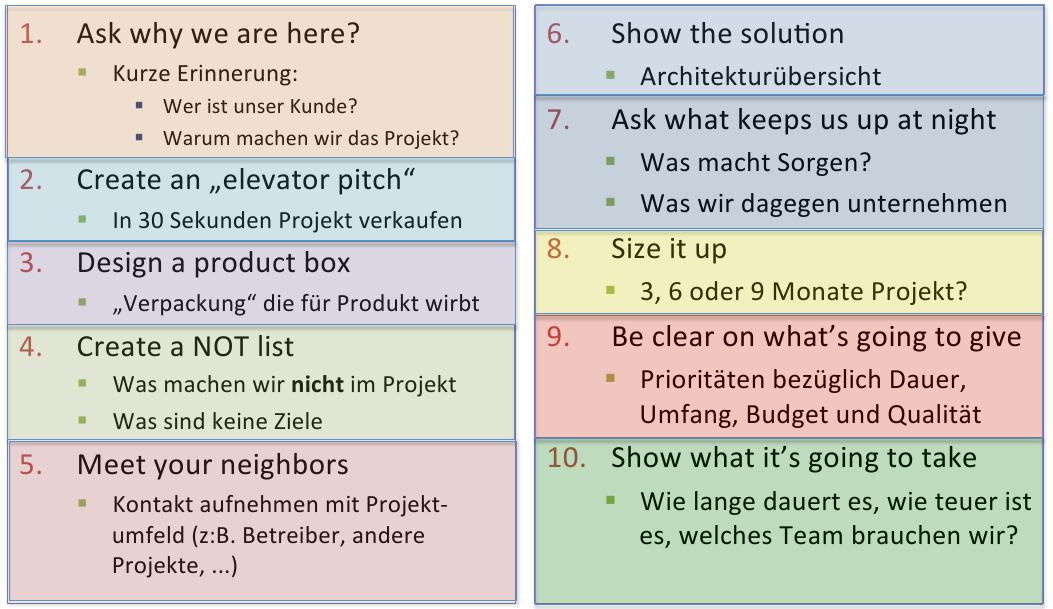 1. Ask why we are here?
▪ Kurze Erinnerung:
▪ Wer ist unser Kunde?
▪ Warum machen wir das Projekt?
2. Create an „elevator pitch“
▪ In 30 Sekunden Projekt verkaufen
3. Design a product box
▪ „Verpackung“ die für Produkt wirbt
4. Create a NOT list
▪ Was machen wir nicht im Projekt
▪ Was sind keine Ziele
5. Meet your neighbors
▪ Kontakt aufnehmen mit Projekt-
umfeld (z:B. Betreiber, andere
Projekte, ...)
6. Show the solution
▪ Architekturübersicht
7. Ask what keeps us up at night
▪ Was macht Sorgen?
▪ Was wir dagegen unternehmen
8. Size it up
▪ 3, 6 oder 9 Monate Projekt?
9. Be clear on what’s going to give
▪ Prioritäten bezüglich Dauer,
Umfang, Budget und Qualität
10. Show what it’s going to take
▪ Wie lange dauert es, wie teuer ist
es, welches Team brauchen wir?